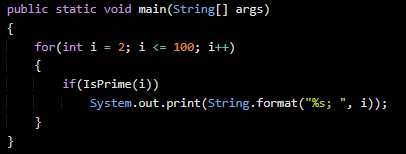 public static void main(String[] args)
{
    for(int i = 2; i <= 100; i++)
    {
        if(IsPrime(i))
            System.out.print(String.format("%s; ", i));
    }
}